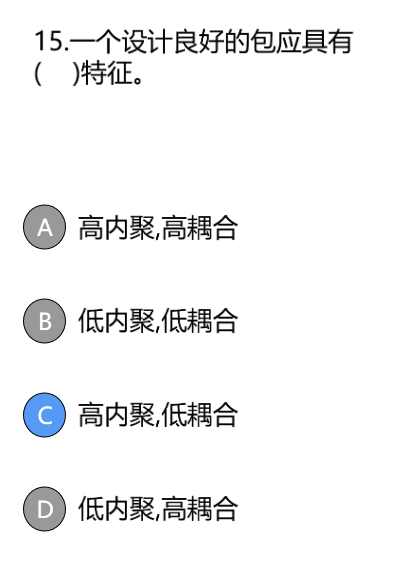 15.一个设计良好的包应具有
(    )特征。
A 高内聚,高耦合
B 低内聚,低耦合
C 高内聚,低耦合
D 低内聚,高耦合